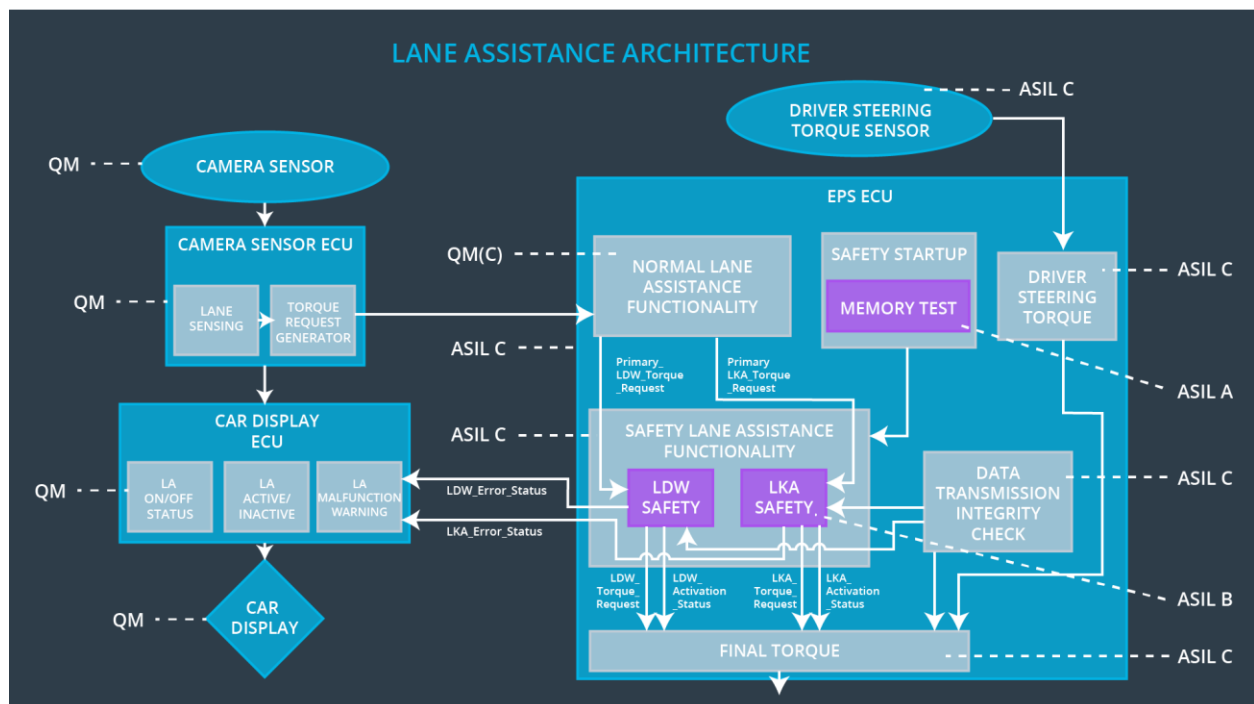 LANE ASSISTANCE ARCHITECTURE
ASIL C
DRIVER STEERING
TORQUE SENSOR
QM
CAMERA SENSOR
EPS ECU
CAMERA SENSOR ECU
QM
LANE
SENSING
TORQUE
REQUEST
GENERATOR
QM(C)
NORMAL LANE
ASSISTANCE
FUNCTIONALITY
SAFETY STARTUP
MEMORY TEST
DRIVER
STEERING
TORQUE
ASIL C
ASIL C
Primary_
LDW_Torque
_Request
Primary
LKA_Torque
_Request
ASIL A
CAR DISPLAY
ECU
QM
LA
ON/OFF
STATUS
LA
ACTIVE/
INACTIVE
LA
MALFUNCTION
WARNING
ASIL C
SAFETY LANE ASSISTANCE
FUNCTIONALITY
LDW
SAFETY
LKA
SAFETY
DATA
TRANSMISSION
INTEGRITY
CHECK
ASIL C
LDW_Error_Status
LKA_Error_Status
LDW_
Torque_
Request
LDW_
Activation
_Status
LKA_
Torque_
Request
LKA_
Activation
_Status
ASIL B
QM
CAR
DISPLAY
FINAL TORQUE
ASIL C